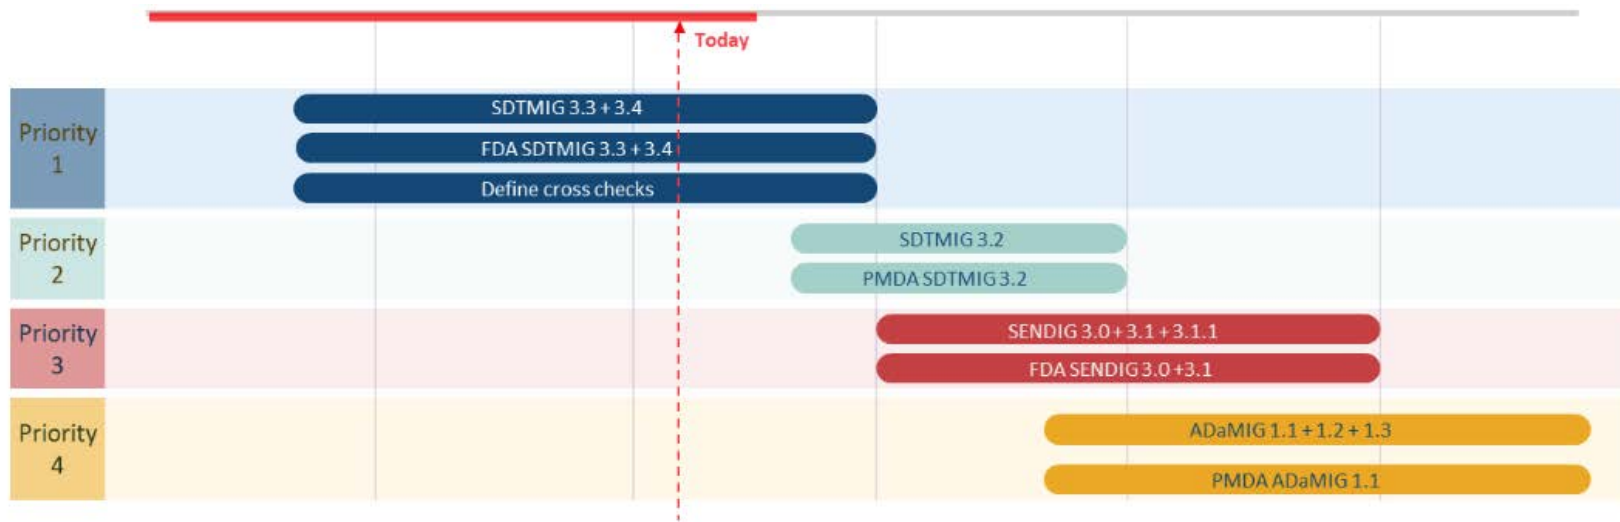 Today
Priority
1
SDTMIG 3.3 + 3.4
FDA SDTMIG 3.3 + 3.4
Define cross checks
Priority
2
SDTMIG 3.2
PMDA SDTMIG 3.2
Priority
3
SENDIG 3.0 + 3.1 + 3.1.1
FDA SENDIG 3.0 +3.1
Priority
4
ADaMIG 1.1 + 1.2 + 1.3
PMDA ADaMIG 1.1